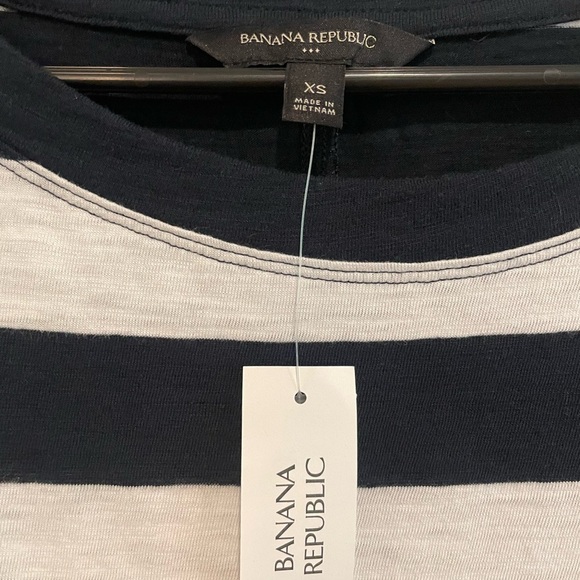 BANANA REPUBLIC
XS
MADE IN
VIETNAM
BANANA
REPUBLIC